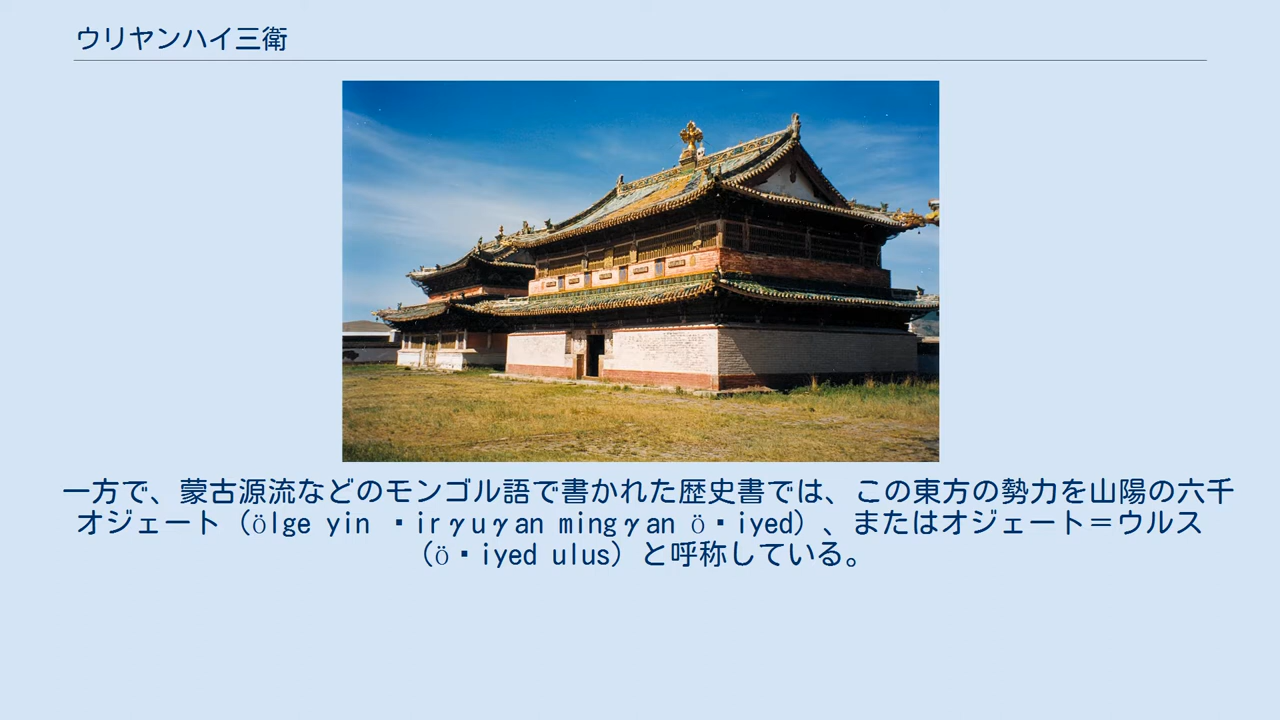 ウリヤンハイ三衛
一方で、蒙古源流などのモンゴル語で書かれた歴史書では、この東方の勢力を山陽の六千
オジェート（ölge yin ▪irγuγan mingγan ö▪iyed）、またはオジェート＝ウルス
（ö▪iyed ulus）と呼称している。